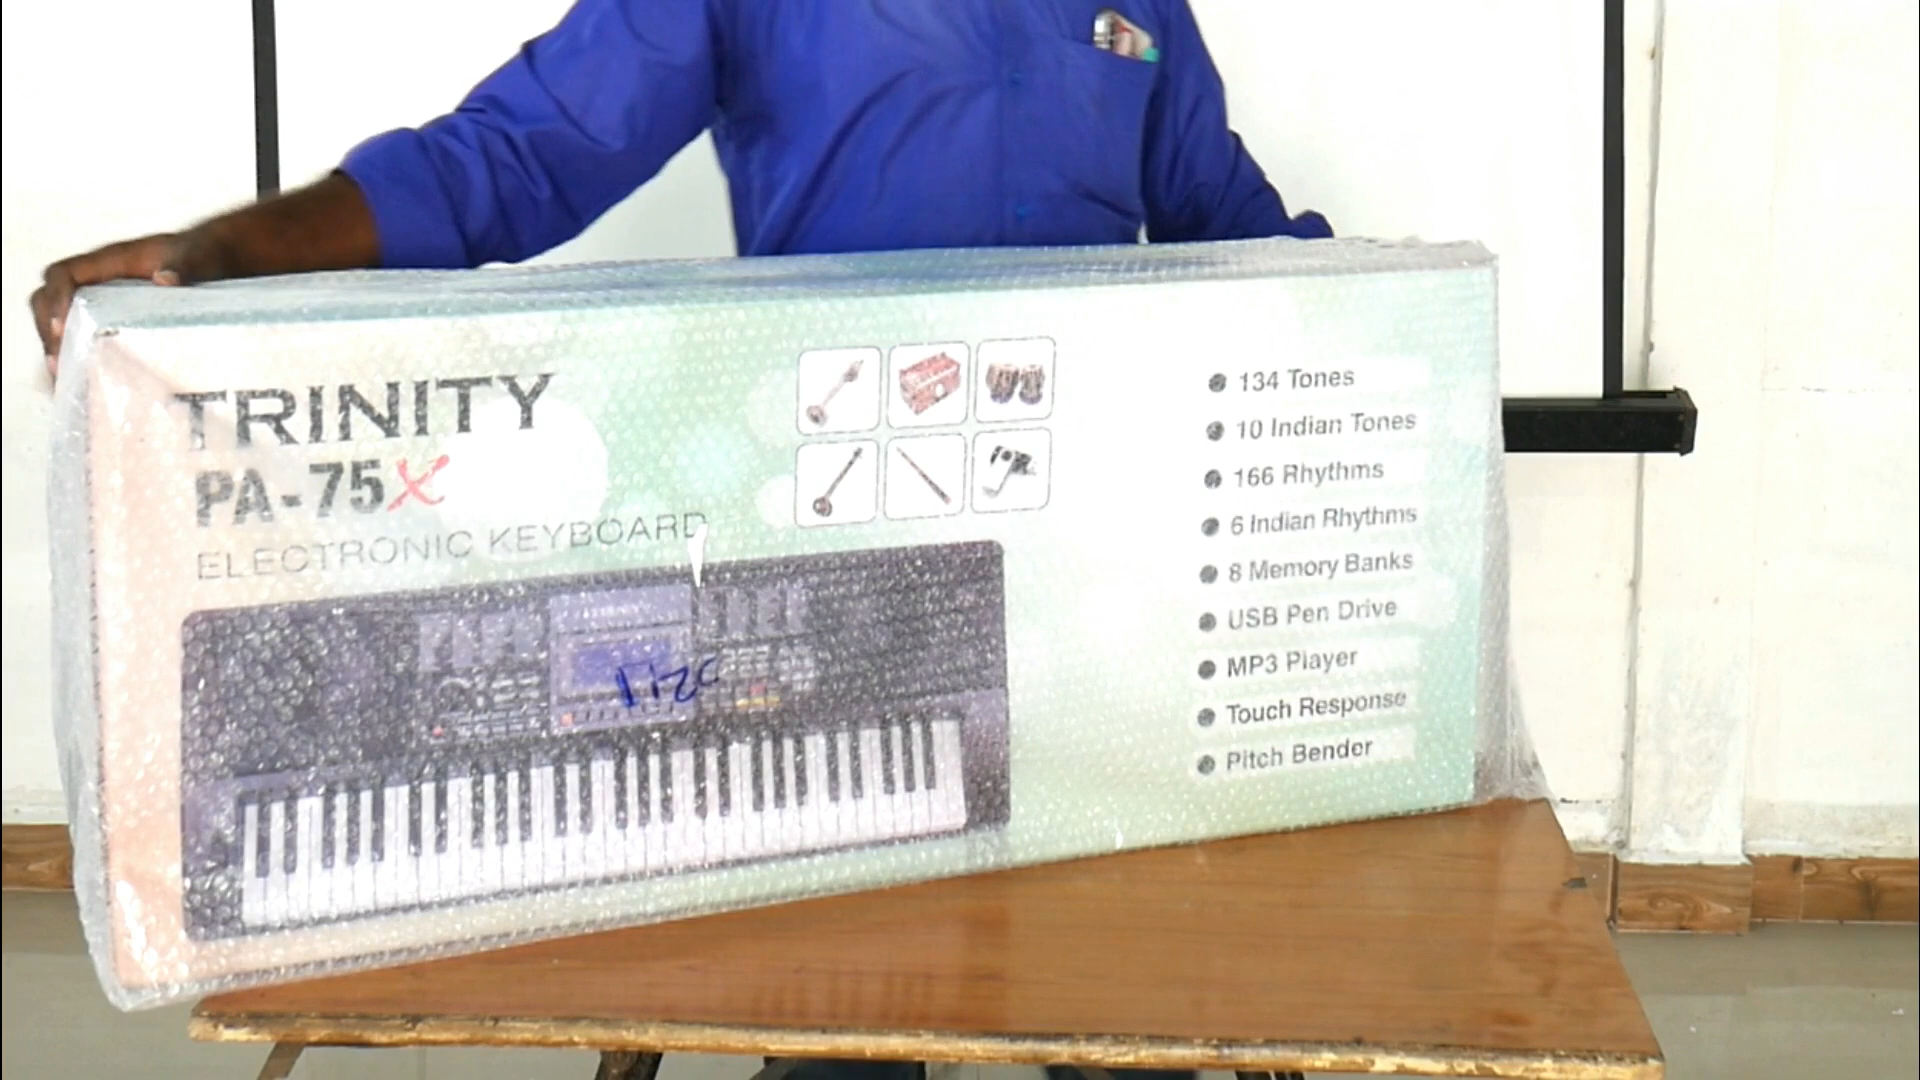 TRINITY
PA-75X
ELECTRONIC KEYBOARD
134 Tones
10 Indian Tones
166 Rhythms
6 Indian Rhythms
8 Memory Banks
USB Pen Drive
MP3 Player
Touch Response
Pitch Bender